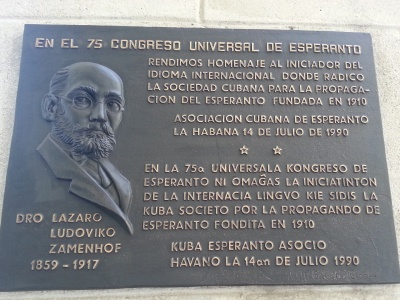 EN EL 75 CONGRESO UNIVERSAL DE ESPERANTO
RENDIMOS HOMENAJE AL INICIADOR DEL
IDIOMA INTERNACIONAL DONDE RADICO
LA SOCIEDAD CUBANA PARA LA PROPAGA-
CION DEL ESPERANTO FUNDADA EN 1910
ASOCIACION CUBANA DE ESPERANTO
LA HABANA 14 DE JULIO DE 1990
EN LA 75a UNIVERSALA KONGRESO DE
ESPERANTO NI OMAĜAS LA INICIATINTON
DE LA INTERNACIA LINGVO KIE SIDIS LA
KUBA SOCIETO POR LA PROPAGANDO DE
ESPERANTO FONDITA EN 1910
KUBA ESPERANTO ASOCIO
HAVANO LA 14an DE JULIO 1990
DRO LAZARO
LUDOVIKO
ZAMENHOF
1859 - 1917